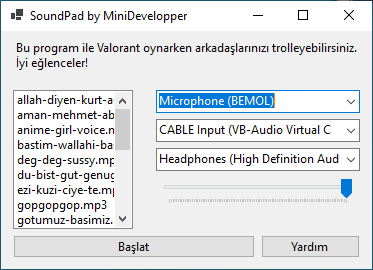 SoundPad by MiniDevelopper
Bu program ile Valorant oynarken arkadaşlarınızı trolleyebilirsiniz.
İyi eğlenceler!
allah-diyen-kurt-a
aman-mehmet-ab
anime-girl-voice.m
bastim-wallahi-bas
deg-deg-sussy.mp
du-bist-gut-genug
ezi-kuzi-ciye-te.mp
gopgopgop.mp3
gotumuz-basimiz.
Microphone (BEMOL)
CABLE Input (VB-Audio Virtual C
Headphones (High Definition Aud
Başlat
Yardım